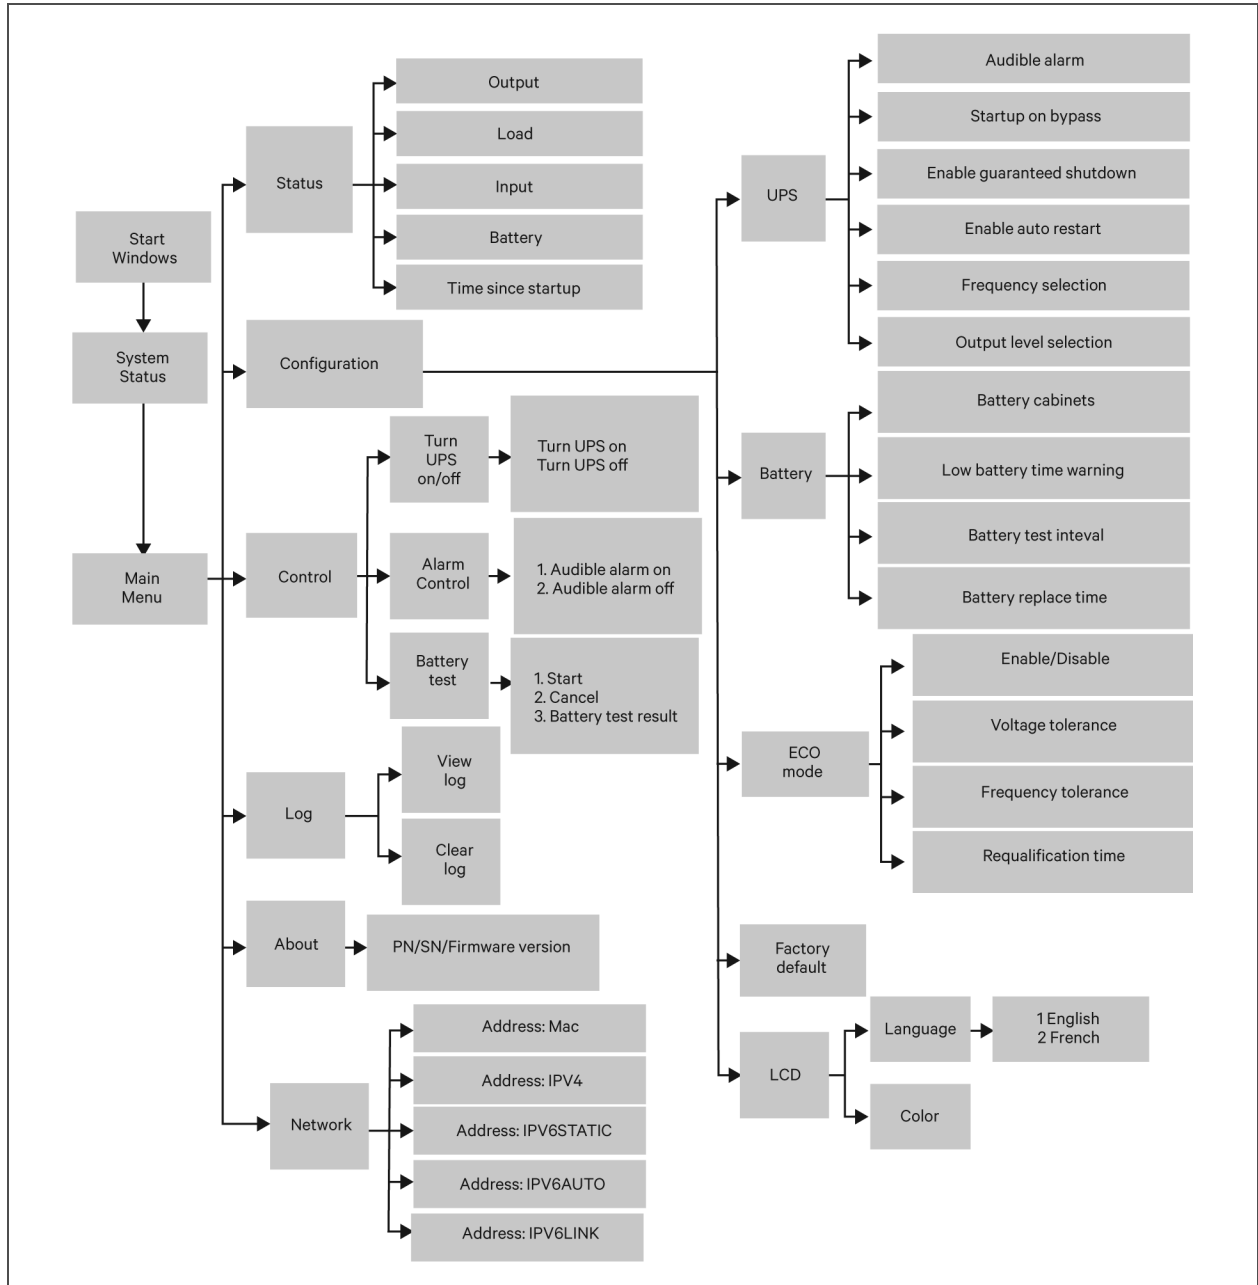 Start
Windows
System
Status
Main
Menu
Status
Output
Load
Input
Battery
Time since startup
Configuration
Control
Turn
UPS
on/off
Turn UPS on
Turn UPS off
Alarm
Control
1. Audible alarm on
2. Audible alarm off
Battery
test
1. Start
2. Cancel
3. Battery test result
Log
View
log
Clear
log
About
PN/SN/Firmware version
Network
Address: Mac
Address: IPV4
Address: IPV6STATIC
Address: IPV6AUTO
Address: IPV6LINK
UPS
Audible alarm
Startup on bypass
Enable guaranteed shutdown
Enable auto restart
Frequency selection
Output level selection
Battery
Battery cabinets
Low battery time warning
Battery test inteval
Battery replace time
ECO
mode
Enable/Disable
Voltage tolerance
Frequency tolerance
Requalification time
Factory
default
LCD
Language
1 English
2 French
Color